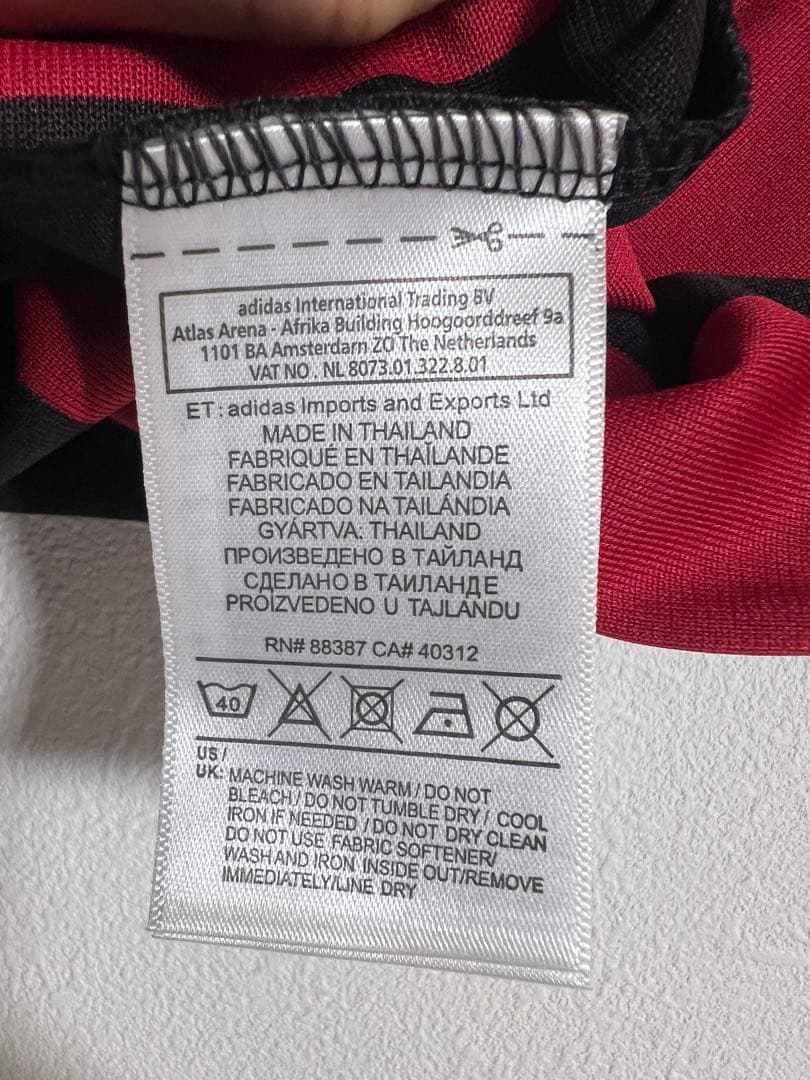 adidas International Trading BV
Atlas Arena - Afrika Building Hoogoorddreef 9a
1101 BA Amsterdam ZO The Netherlands
VAT NO. NL 8073.01.322.8.01
ET: adidas Imports and Exports Ltd
MADE IN THAILAND
FABRIQUÉ EN THAÏLANDE
FABRICADO EN TAILANDIA
FABRICADO NA TAILÁNDIA
GYÁRTVA: THAILAND
ПРОИЗВЕДЕНО В ТАЙЛАНД
СДЕЛАНО В ТАИЛАНДЕ
PROIZVEDENO U TAJLANDU
RN# 88387 CA# 40312
40
US/
UK: MACHINE WASH WARM / DO NOT
BLEACH / DO NOT TUMBLE DRY / COOL
IRON IF NEEDED / DO NOT DRY CLEAN
DO NOT USE FABRIC SOFTENER/
WASH AND IRON INSIDE OUT/REMOVE
IMMEDIATELY/LINE DRY